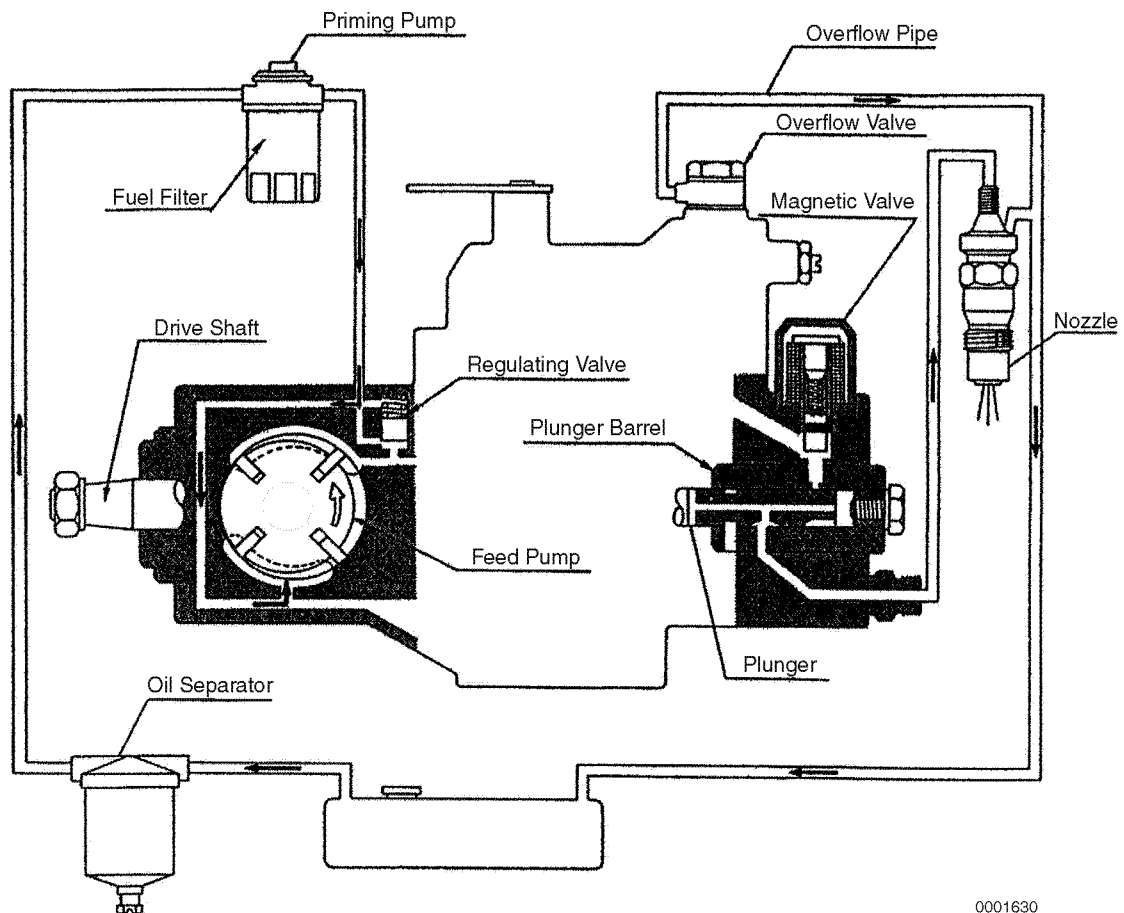 Priming Pump
Overflow Pipe
Overflow Valve
Fuel Filter
Magnetic Valve
Drive Shaft
Nozzle
Regulating Valve
Plunger Barrel
Feed Pump
Plunger
Oil Separator
0001630